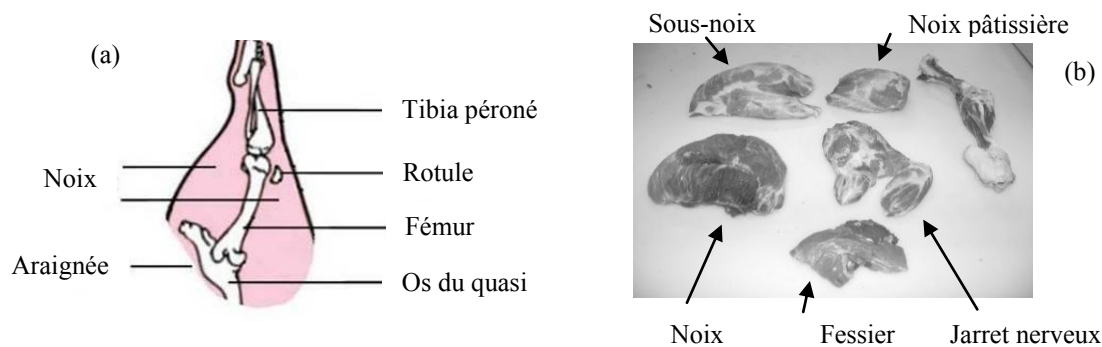 (a)
Tibia péroné
Noix
Rotule
Fémur
Araignée
Os du quasi
Sous-noix
Noix pâtissière
(b)
Noix
Fessier
Jarret nerveux